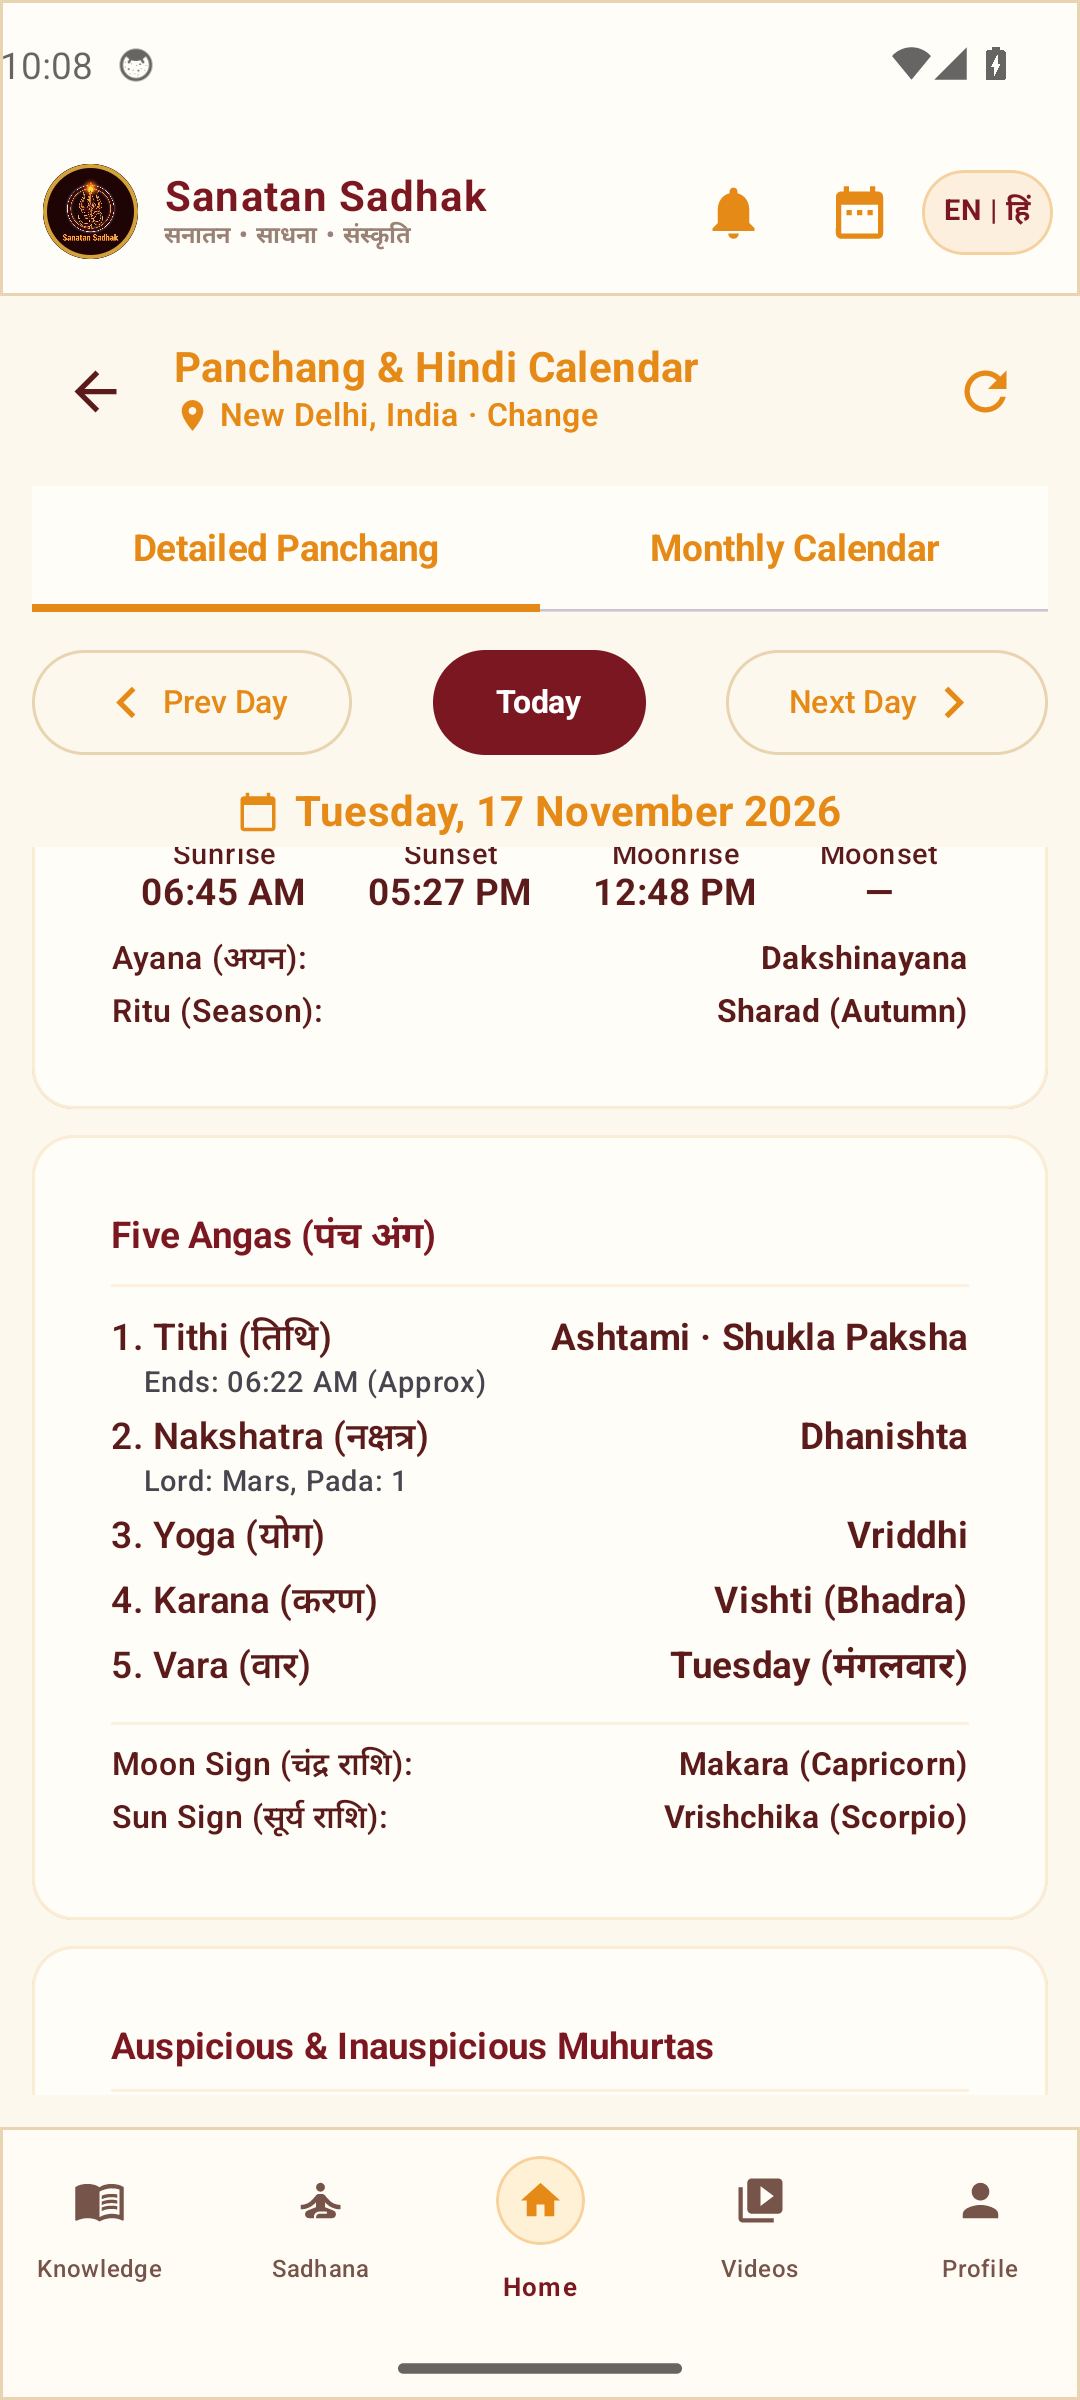 10:08
Sanatan Sadhak
सनातन • साधना • संस्कृति
Sanatan Sadhak
EN | हिं
Panchang & Hindi Calendar
New Delhi, India · Change
Detailed Panchang
Monthly Calendar
Prev Day
Today
Next Day
Tuesday, 17 November 2026
Sunrise Sunset Moonrise Moonset
06:45 AM 05:27 PM 12:48 PM —
Ayana (अयन): Dakshinayana
Ritu (Season): Sharad (Autumn)
Five Angas (पंच अंग)
1. Tithi (तिथि) Ashtami · Shukla Paksha
Ends: 06:22 AM (Approx)
2. Nakshatra (नक्षत्र) Dhanishta
Lord: Mars, Pada: 1
3. Yoga (योग) Vriddhi
4. Karana (करण) Vishti (Bhadra)
5. Vara (वार) Tuesday (मंगलवार)
Moon Sign (चंद्र राशि): Makara (Capricorn)
Sun Sign (सूर्य राशि): Vrishchika (Scorpio)
Auspicious & Inauspicious Muhurtas
Knowledge
Sadhana
Home
Videos
Profile